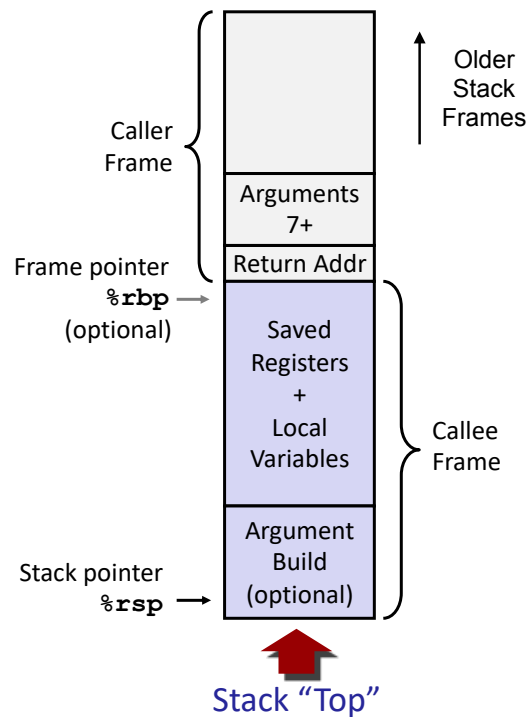 Older
Stack
Frames
Caller
Frame
Arguments
7+
Return Addr
Frame pointer
%rbp
(optional)
Saved
Registers
+
Local
Variables
Callee
Frame
Argument
Build
(optional)
Stack pointer
%rsp
Stack “Top”